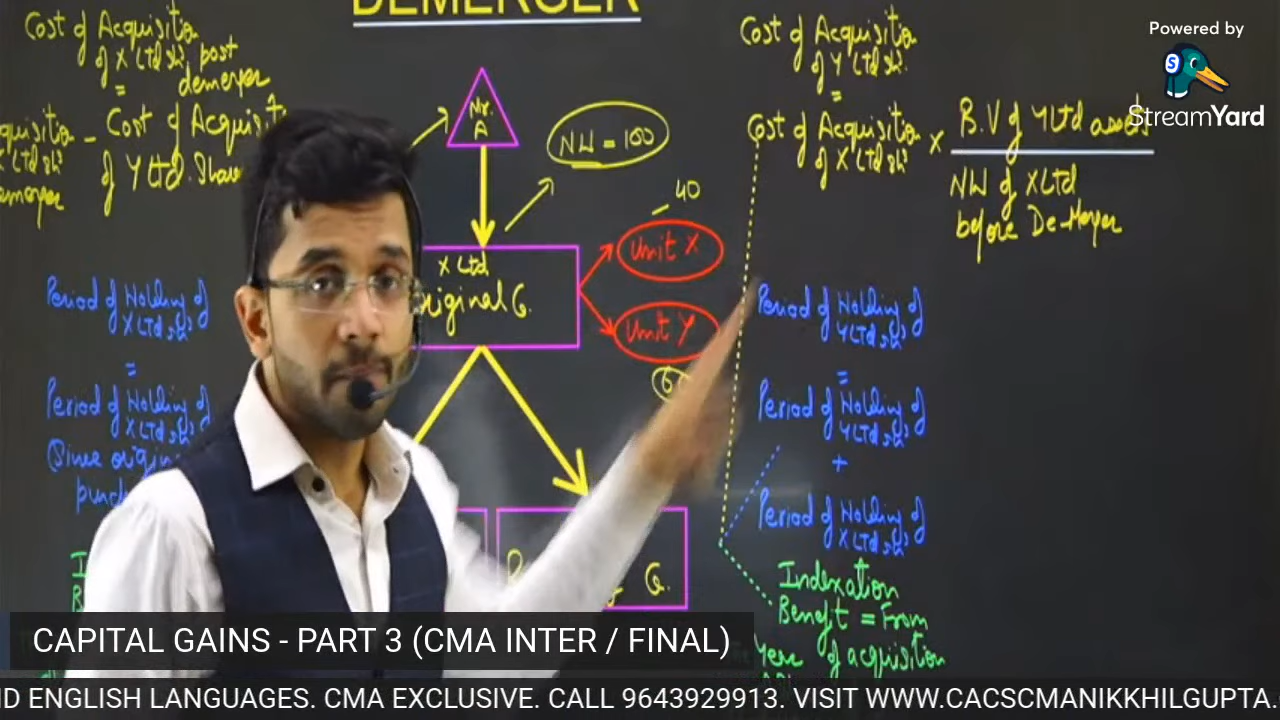 DEMERGER
Cost of Acquisition
of X Ltd sh. post
demerger
=
Cost of Acquisit
of Y Ltd. Share
Period of Holding of
X Ltd sh.
=
Period of Holding of
X Ltd sh.
Since
Mr.
A
NW = 100
X Ltd
riginal G.
40
Unit X
Unit Y
G.
Cost of Acquisition
of Y Ltd sh.
=
Cost of Acquisition
of X Ltd sh. × B.V of Y Ltd assets
NW of X Ltd
before De-Merger
Period of Holding of
Y Ltd sh.
=
Period of Holding of
Y Ltd sh.
+
Period of Holding of
X Ltd sh.
Indexation
Benefit = From
Year of acquisition
Powered by
S
StreamYard
CAPITAL GAINS - PART 3 (CMA INTER / FINAL)
ND ENGLISH LANGUAGES. CMA EXCLUSIVE. CALL 9643929913. VISIT WWW.CACSCMANIKKHILGUPTA.